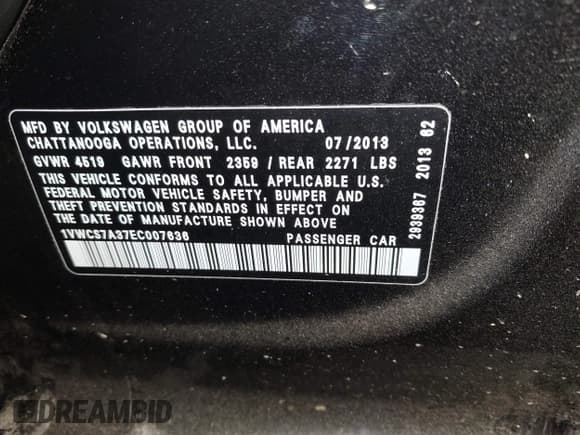 MFD BY VOLKSWAGEN GROUP OF AMERICA
CHATTANOOGA OPERATIONS, LLC. 07/2013
GVWR 4519 GAWR FRONT 2359 / REAR 2271 LBS
THIS VEHICLE CONFORMS TO ALL APPLICABLE U.S.
FEDERAL MOTOR VEHICLE SAFETY, BUMPER AND
THEFT PREVENTION STANDARDS IN EFFECT ON
THE DATE OF MANUFACTURE SHOWN ABOVE.
1VWCS7A37EC007636 PASSENGER CAR
2939367 2013 62
DREAMBID